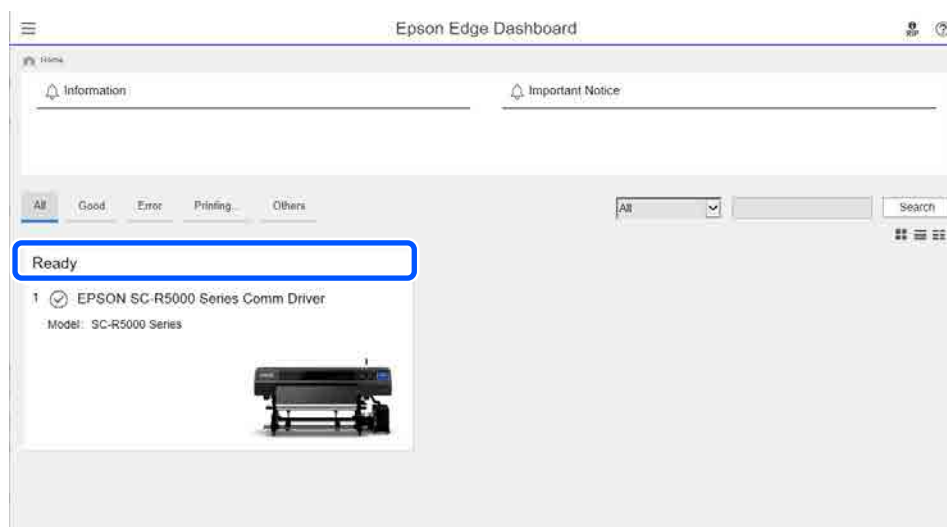 Epson Edge Dashboard
Home
Information
Important Notice
All Good Error Printing... Others
All Search
Ready
1 EPSON SC-R5000 Series Comm Driver
Model: SC-R5000 Series